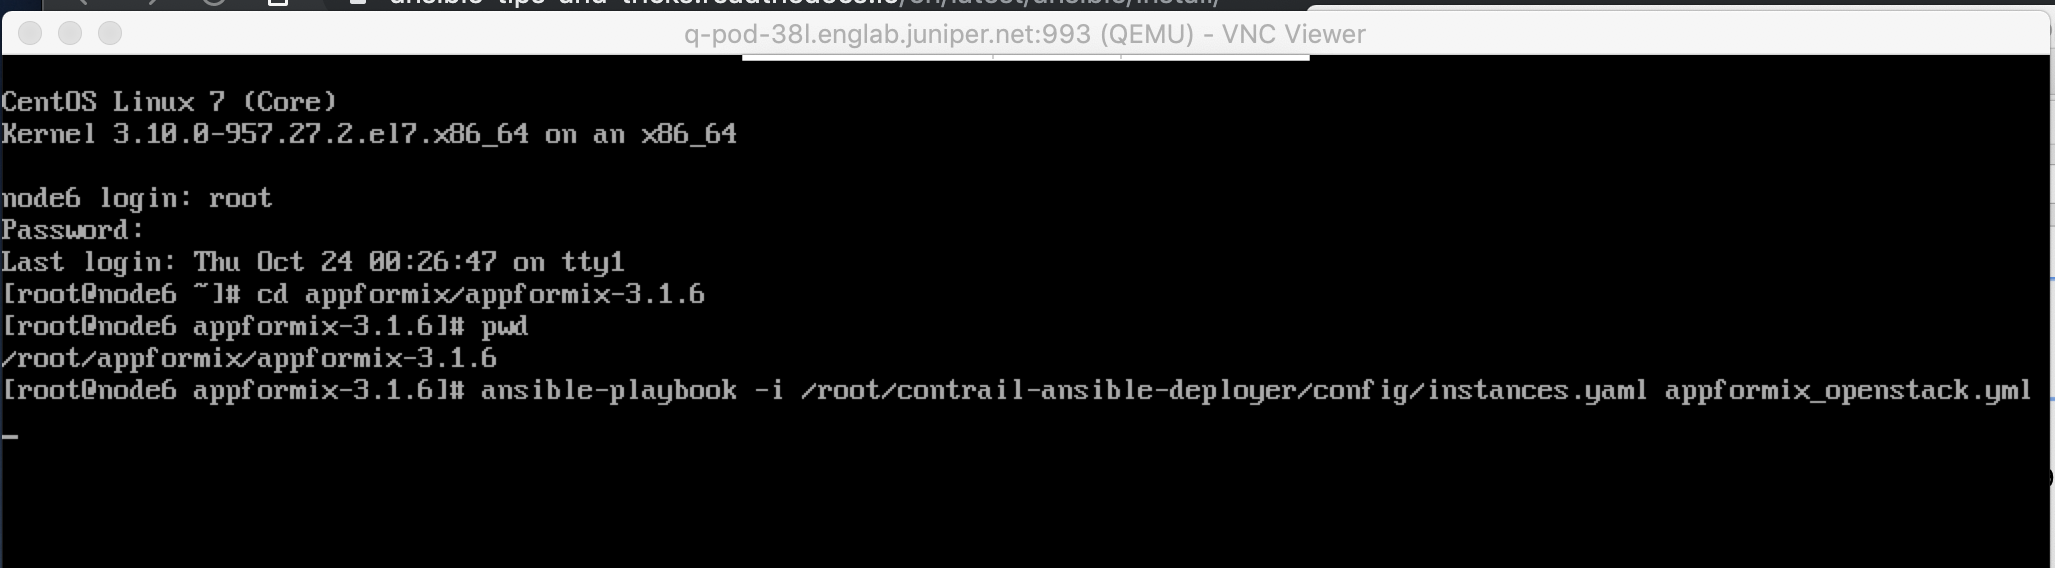 q-pod-38l.englab.juniper.net:993 (QEMU) - VNC Viewer
CentOS Linux 7 (Core)
Kernel 3.10.0-957.27.2.el7.x86_64 on an x86_64
node6 login: root
Password:
Last login: Thu Oct 24 00:26:47 on tty1
[root@node6 ~]# cd appformix/appformix-3.1.6
[root@node6 appformix-3.1.6]# pwd
/root/appformix/appformix-3.1.6
[root@node6 appformix-3.1.6]# ansible-playbook -i /root/contrail-ansible-deployer/config/instances.yaml appformix_openstack.yml